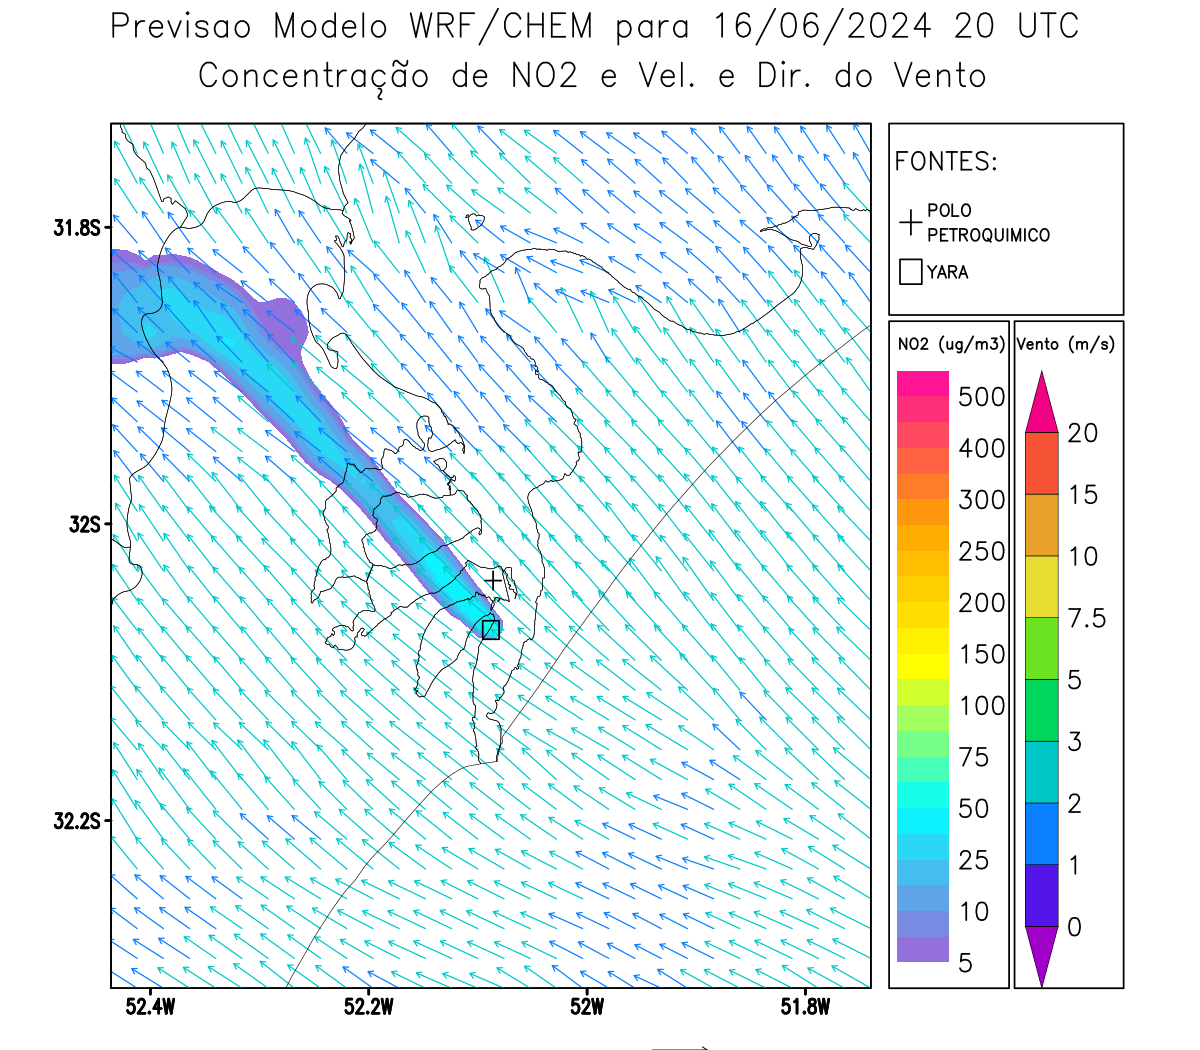 Previsao Modelo WRF/CHEM para 16/06/2024 20 UTC
Concentração de NO2 e Vel. e Dir. do Vento
FONTES:
POLO
PETROQUIMICO
YARA
NO2 (ug/m3)
500
400
300
250
200
150
100
75
50
25
10
5
Vento (m/s)
20
15
10
7.5
5
3
2
1
0
31.8S
32S
32.2S
52.4W
52.2W
52W
51.8W